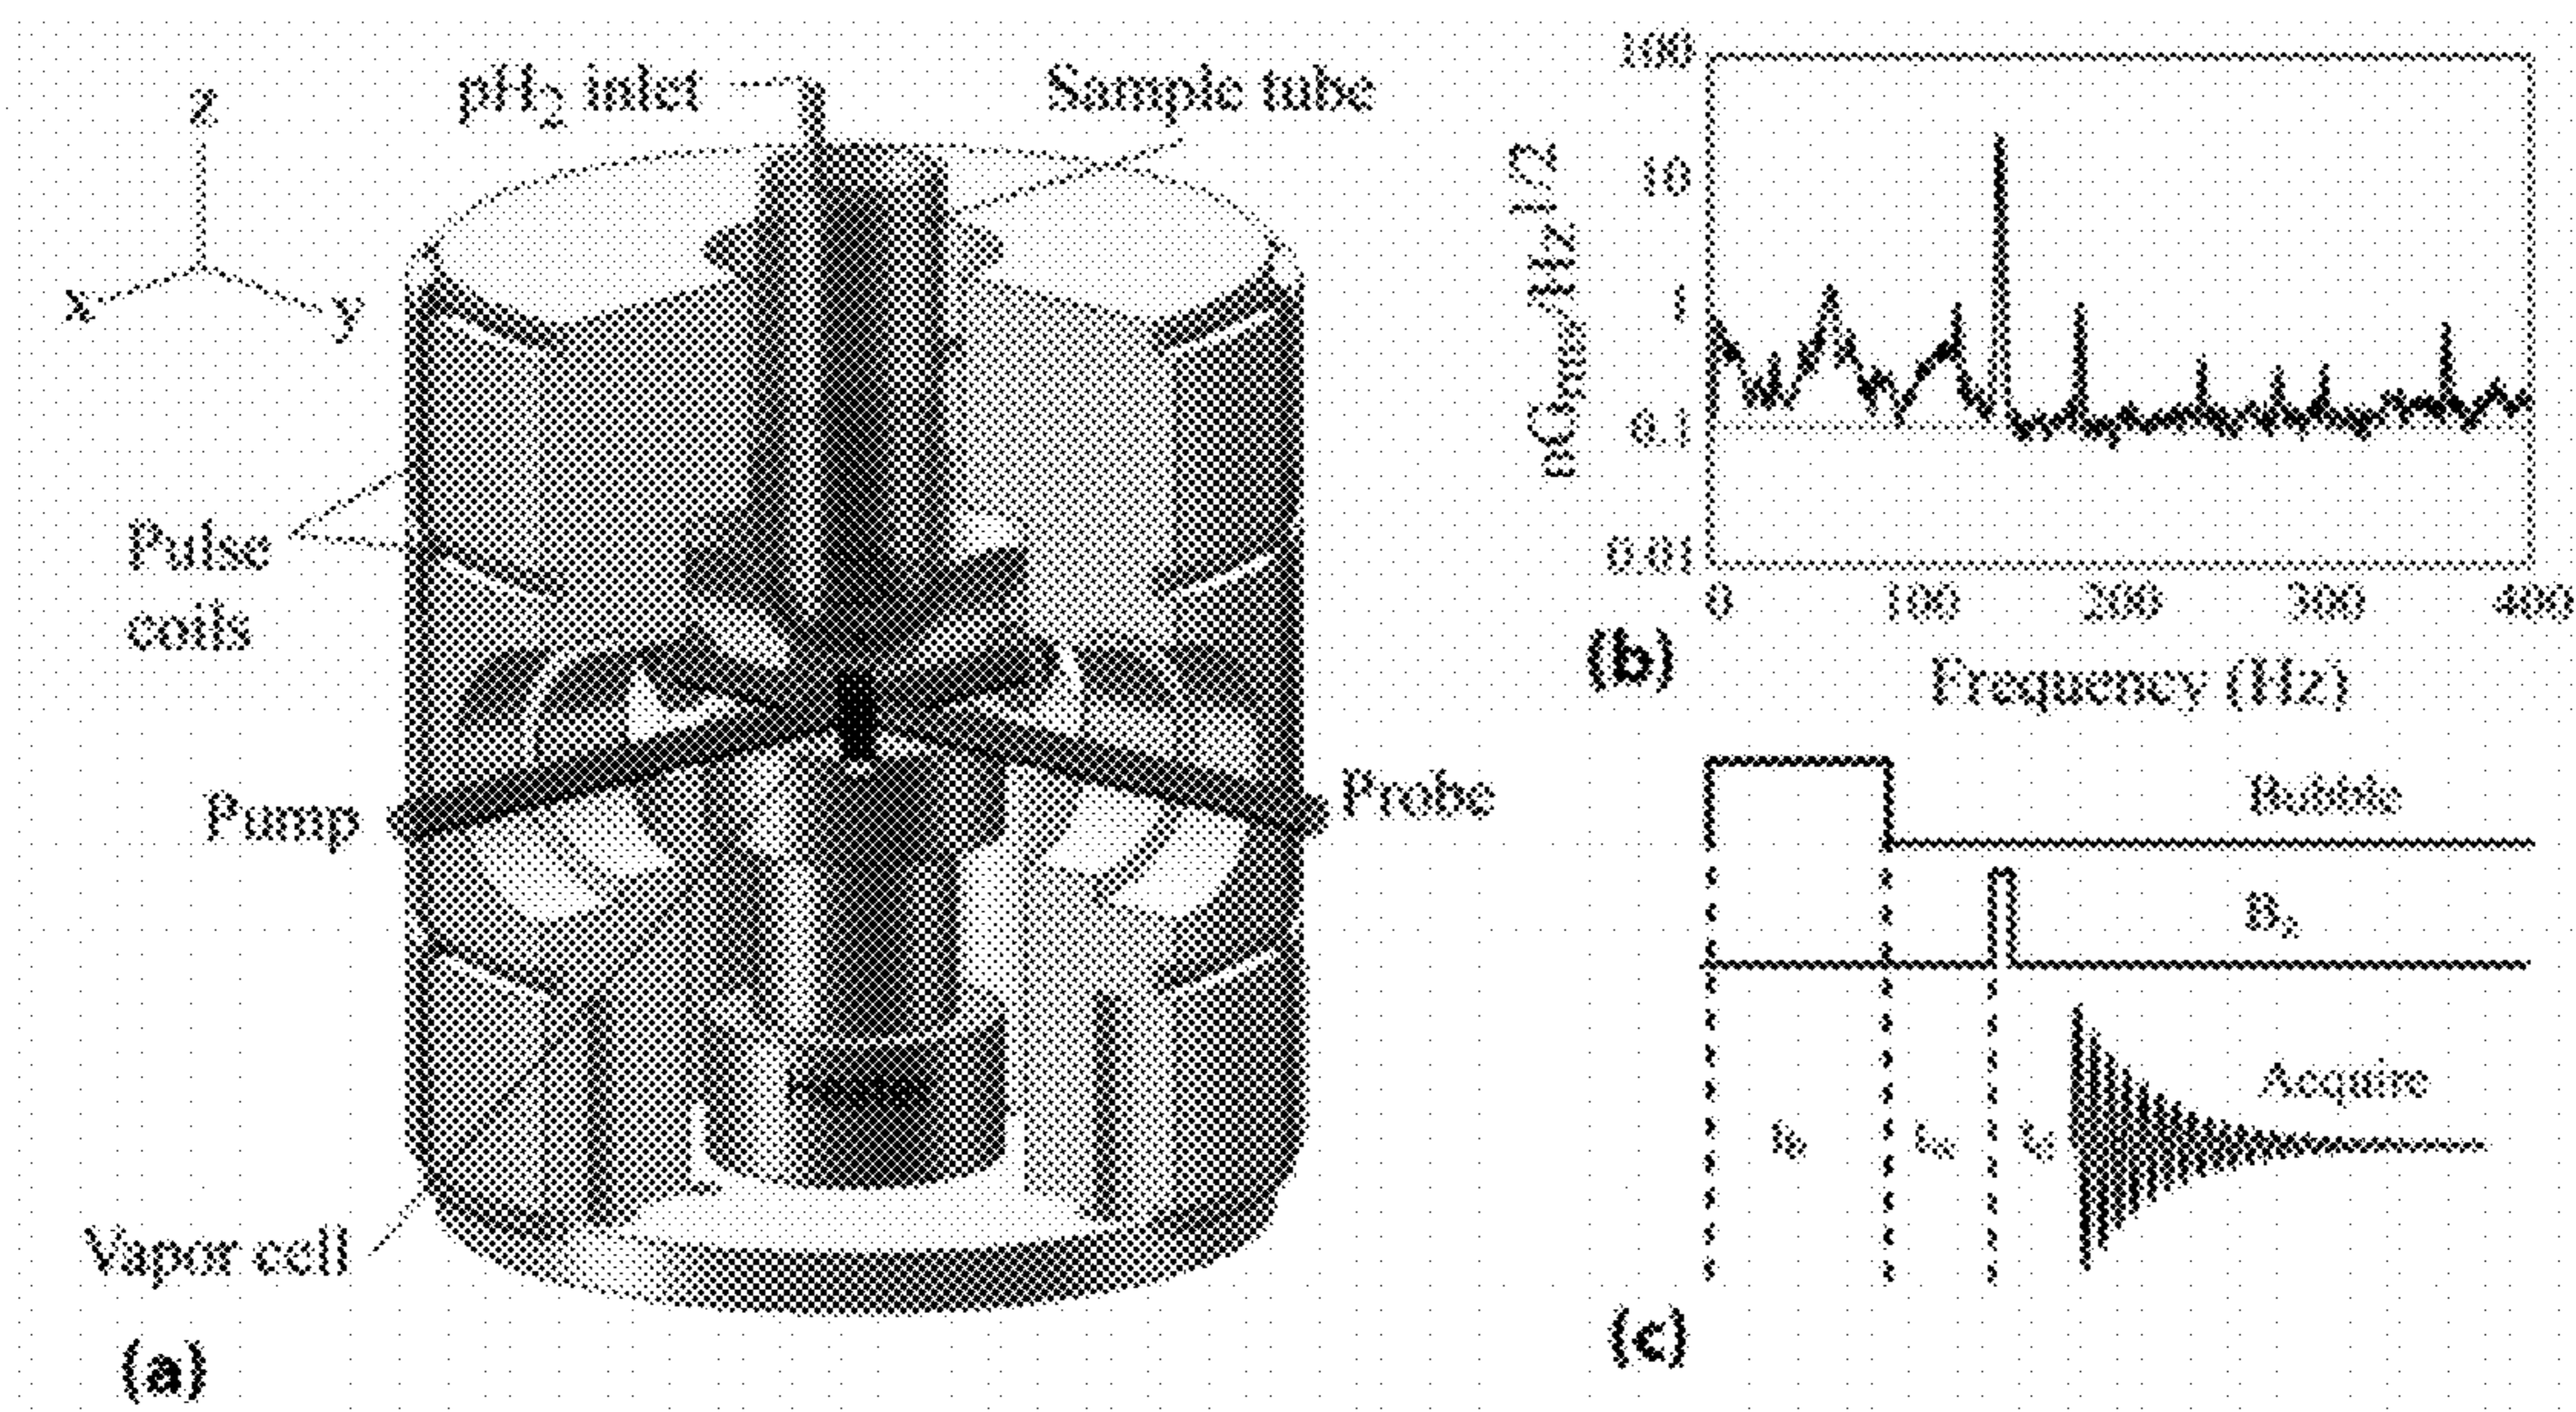 z
x
y
pH₂ inlet
Sample tube
Pulse
coils
Pump
Probe
Vapor cell
(a)
100
10
1
0.1
0.01
0
100
200
300
400
Frequency (Hz)
(b)
Bubble
Acquire
(c)